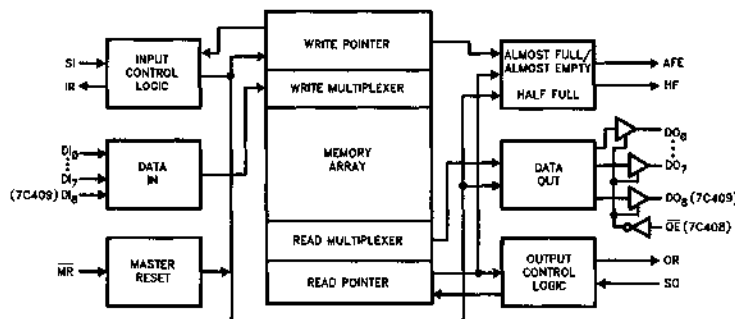 SI
IR
INPUT
CONTROL
LOGIC
WRITE POINTER
WRITE MULTIPLEXER
MEMORY
ARRAY
READ MULTIPLEXER
READ POINTER
ALMOST FULL/
ALMOST EMPTY
HALF FULL
AFE
HF
DI0
DI7
(7C409) DI8
DATA
IN
DATA
OUT
DO0
DO7
DO8 (7C409)
OE (7C408)
MR
MASTER
RESET
OUTPUT
CONTROL
LOGIC
OR
SO